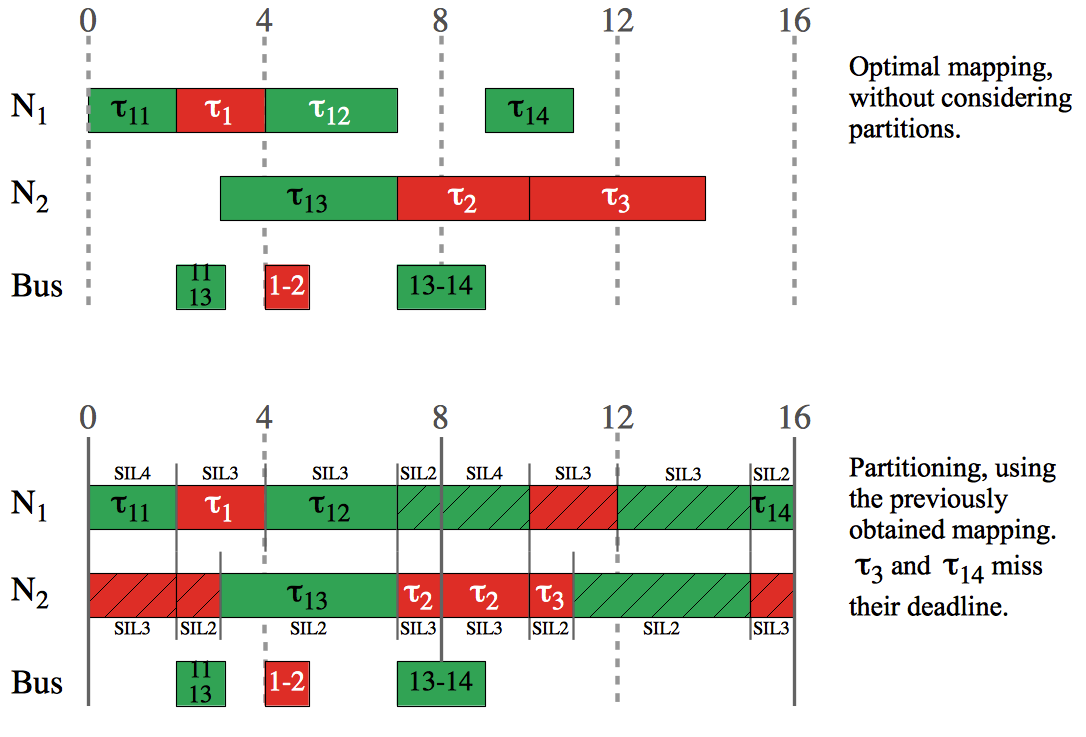 0 4 8 12 16
N1 τ11 τ1 τ12 τ14
Optimal mapping,
without considering
partitions.
N2 τ13 τ2 τ3
Bus 11 13 1-2 13-14
0 4 8 12 16
SIL4 SIL3 SIL3 SIL2 SIL4 SIL3 SIL3 SIL2
N1 τ11 τ1 τ12 τ14
Partitioning, using
the previously
obtained mapping.
τ3 and τ14 miss
their deadline.
N2 τ13 τ2 τ2 τ3
SIL3 SIL2 SIL2 SIL3 SIL3 SIL2 SIL2 SIL3
Bus 11 13 1-2 13-14